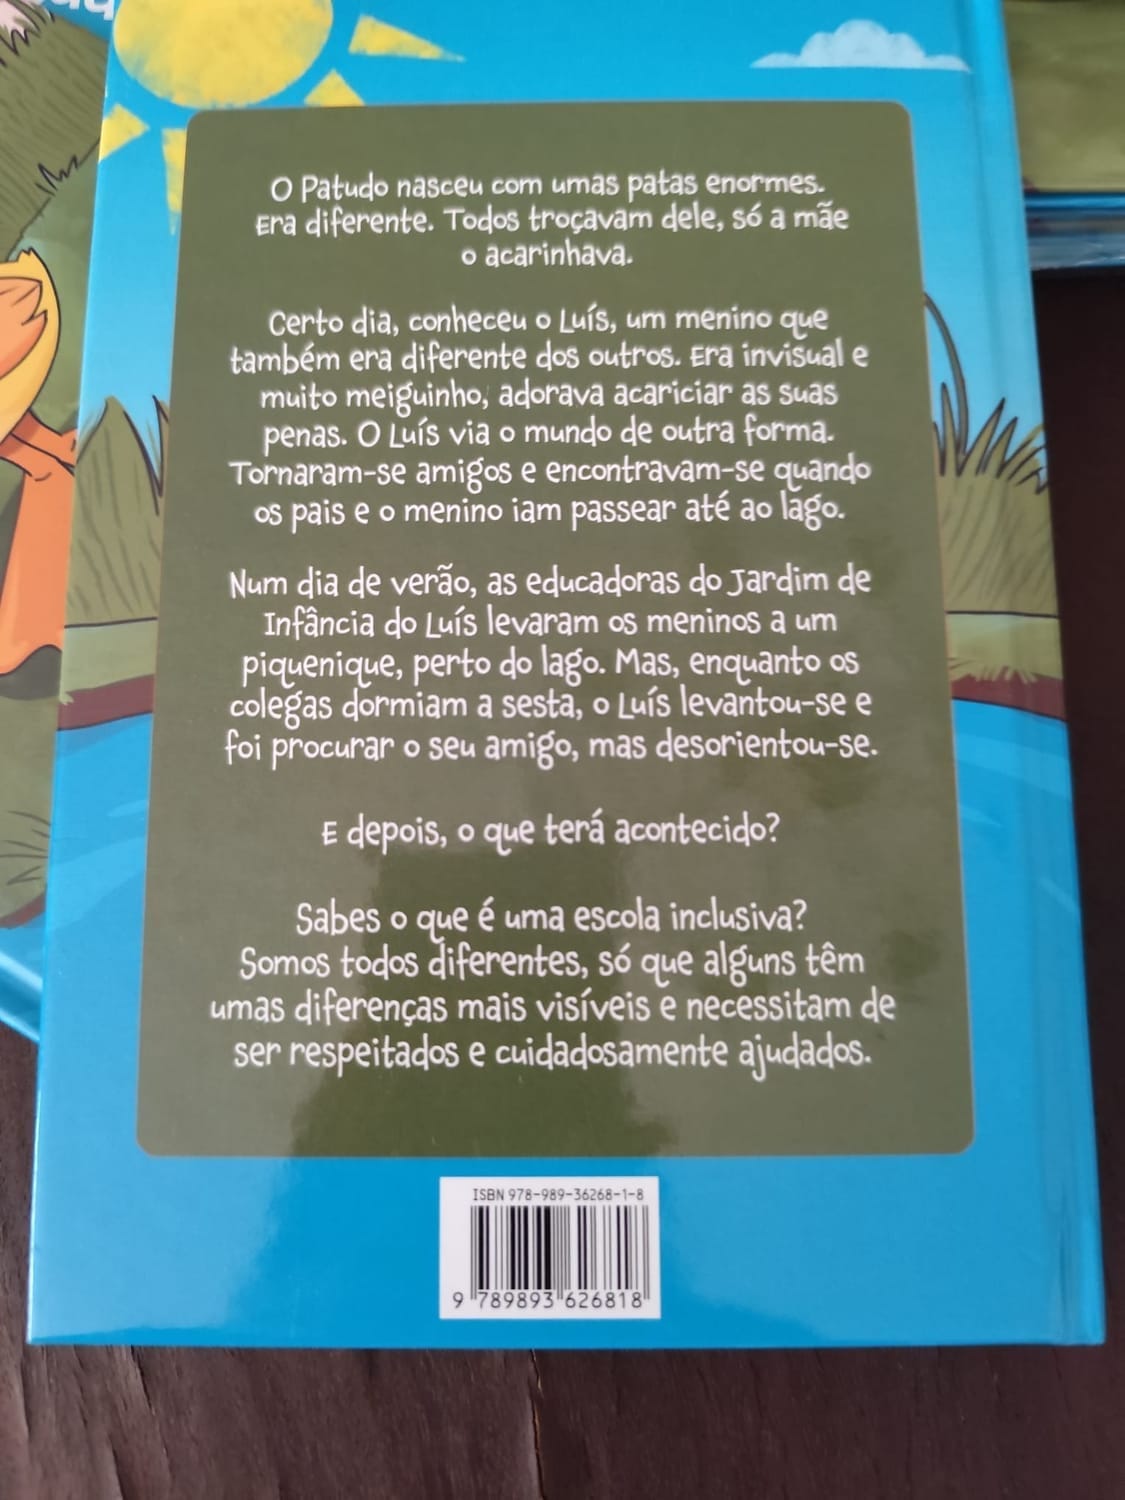 O Patudo nasceu com umas patas enormes.
Era diferente. Todos troçavam dele, só a mãe
o acarinhava.
Certo dia, conheceu o Luís, um menino que
também era diferente dos outros. Era invisual e
muito meiguinho, adorava acariciar as suas
penas. O Luís via o mundo de outra forma.
Tornaram-se amigos e encontravam-se quando
os pais e o menino iam passear até ao lago.
Num dia de verão, as educadoras do Jardim de
Infância do Luís levaram os meninos a um
piquenique, perto do lago. Mas, enquanto os
colegas dormiam a sesta, o Luís levantou-se e
foi procurar o seu amigo, mas desorientou-se.
E depois, o que terá acontecido?
Sabes o que é uma escola inclusiva?
Somos todos diferentes, só que alguns têm
umas diferenças mais visíveis e necessitam de
ser respeitados e cuidadosamente ajudados.
ISBN 978-989-36268-1-8
9 789893 626818